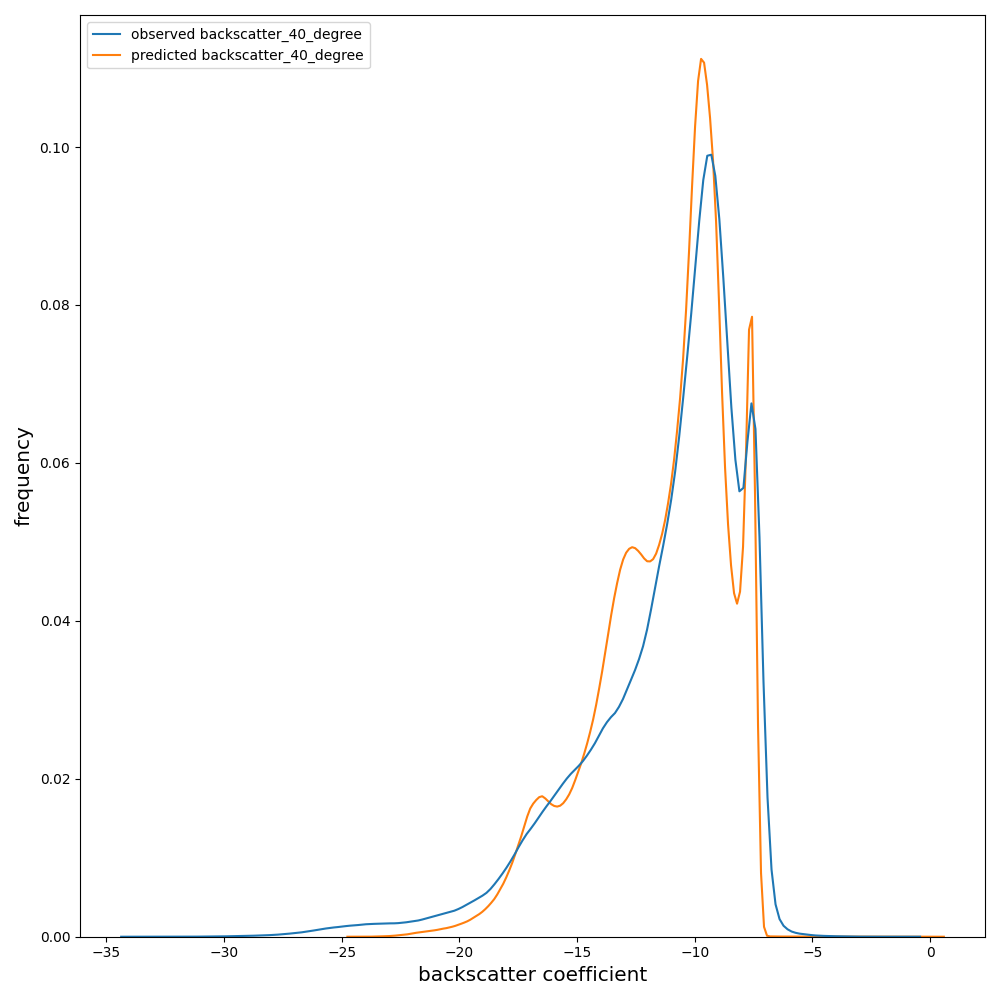 observed backscatter_40_degree
predicted backscatter_40_degree
0.10
0.08
0.06
0.04
0.02
0.00
frequency
−35 −30 −25 −20 −15 −10 −5 0
backscatter coefficient